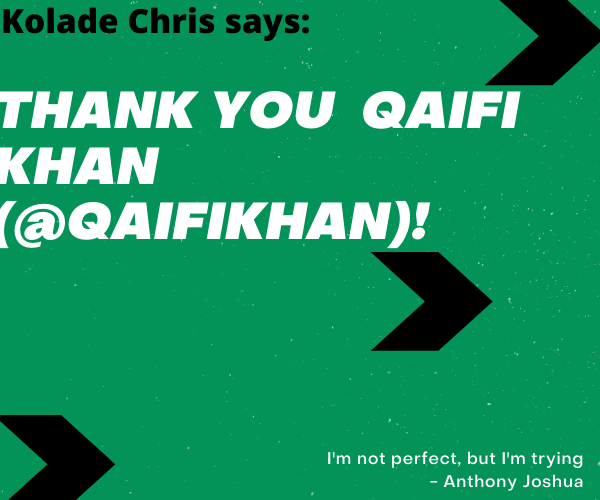 Kolade Chris says:
THANK YOU QAIFI
KHAN
(@QAIFIKHAN)!
I'm not perfect, but I'm trying
– Anthony Joshua